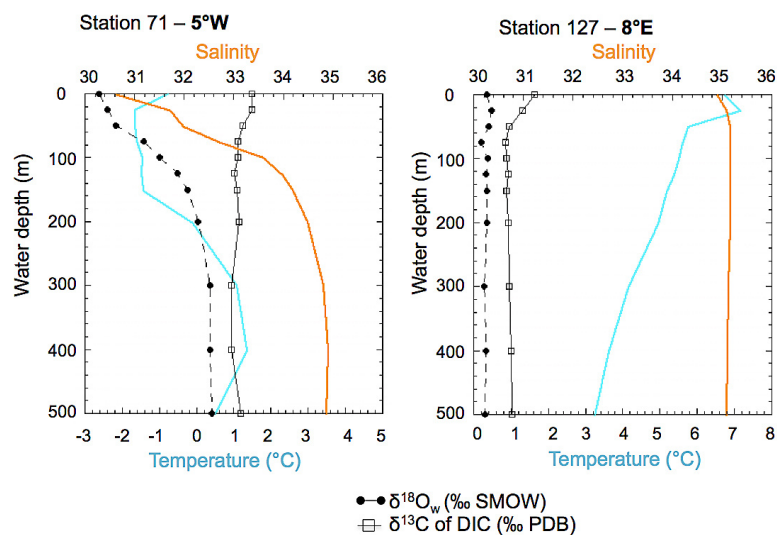 Station 71 – 5°W
Salinity
30 31 32 33 34 35 36
Water depth (m)
0
100
200
300
400
500
-3 -2 -1 0 1 2 3 4 5
Temperature (°C)
Station 127 – 8°E
Salinity
30 31 32 33 34 35 36
Water depth (m)
0
100
200
300
400
500
0 1 2 3 4 5 6 7 8
Temperature (°C)
δ¹⁸Ow (‰ SMOW)
δ¹³C of DIC (‰ PDB)